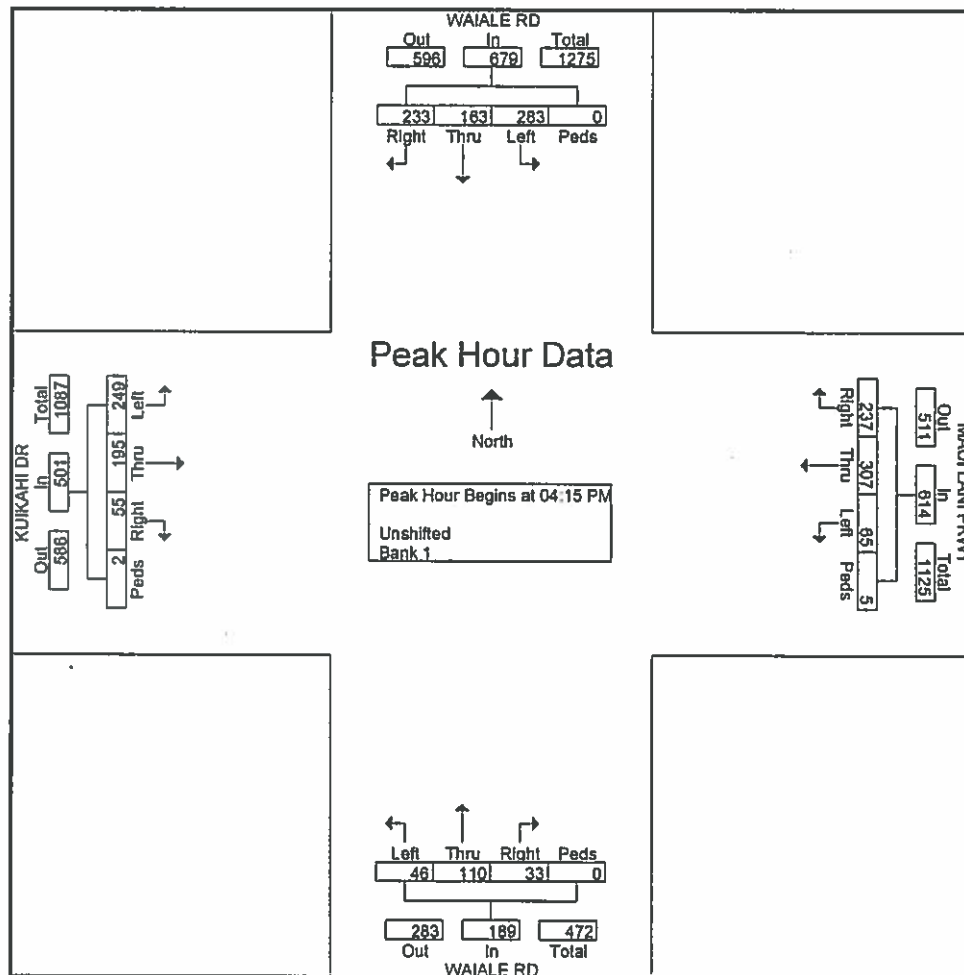 WAIALE RD
Out In Total
596 679 1275
233 163 283 0
Right Thru Left Peds
Peak Hour Data
North
Peak Hour Begins at 04:15 PM
Unshifted
Bank 1
KUIKAHI DR
Out In Total
586 501 1087
2 55 195 249
Peds Right Thru Left
MAUI LANI PKWY
Out In Total
511 614 1125
237 307 65 5
Right Thru Left Peds
Left Thru Right Peds
46 110 33 0
283 189 472
Out In Total
WAIALE RD